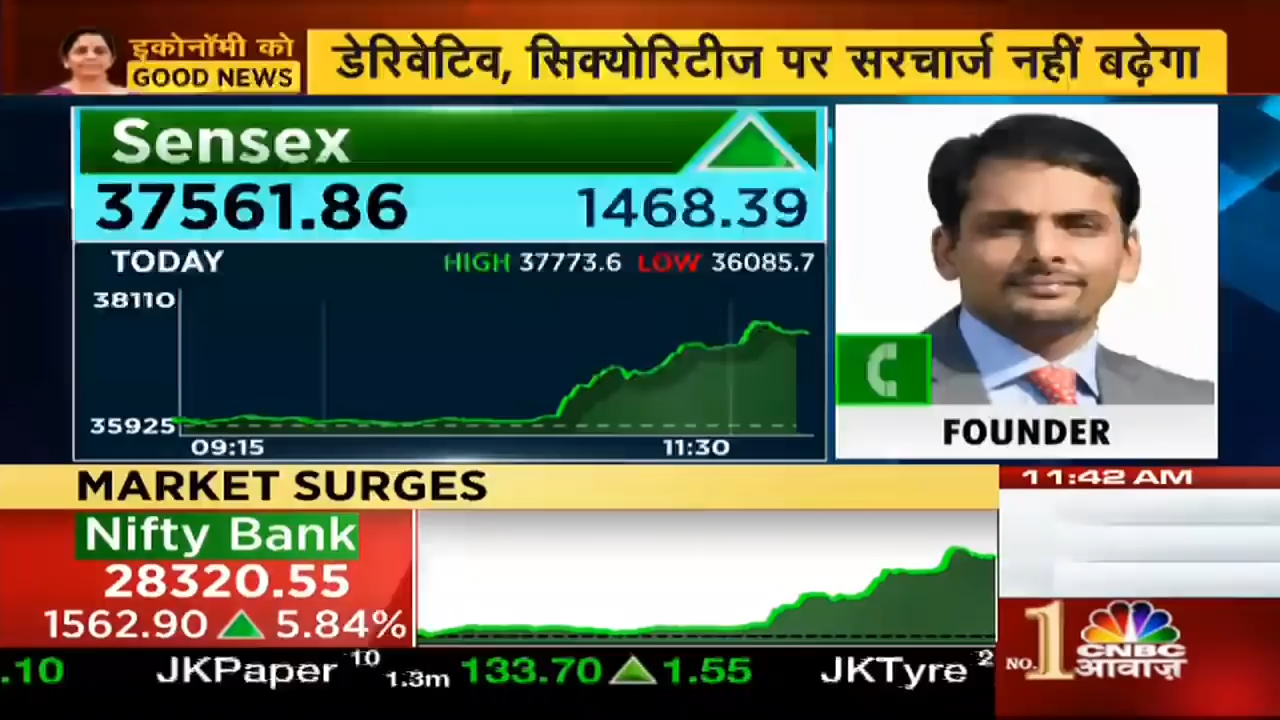 इकोनॉमी को
GOOD NEWS
डेरिवेटिव, सिक्योरिटीज पर सरचार्ज नहीं बढ़ेगा
Sensex
37561.86 1468.39
TODAY HIGH 37773.6 LOW 36085.7
38110
35925
09:15 11:30
FOUNDER
MARKET SURGES
11:42 AM
Nifty Bank
28320.55
1562.90 5.84%
.10 JKPaper 10 1.3m 133.70 1.55 JKTyre 2
NO.1 CNBC
आवाज़